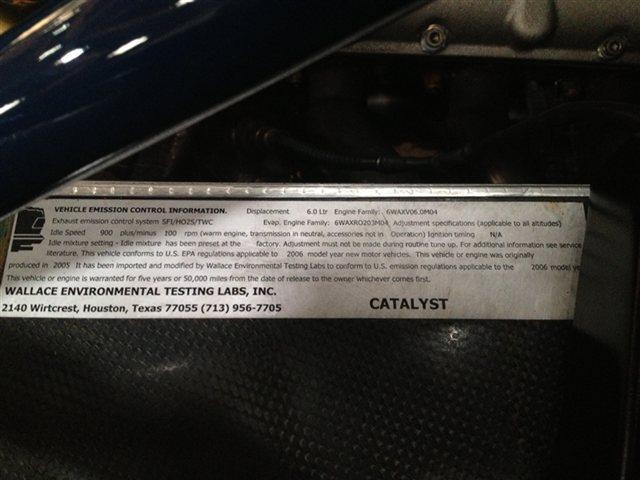 VEHICLE EMISSION CONTROL INFORMATION. Displacement 6.0 Ltr Engine Family: 6WAXV06.0M04
Exhaust emission control system SFI/HO2S/TWC Evap. Engine Family: 6WAXRO203M04 Adjustment specifications (applicable to all altitudes)
Idle Speed 900 plus/minus 100 rpm (warm engine, transmission in neutral, accessories not in Operation) Ignition timing N/A
Idle mixture setting - Idle mixture has been preset at the factory. Adjustment must not be made during routine tune up. For additional information see service
literature. This vehicle conforms to U.S. EPA regulations applicable to 2006 model year new motor vehicles. This vehicle or engine was originally
produced in 2005 It has been imported and modified by Wallace Environmental Testing Labs to conform to U.S. emission regulations applicable to the 2006 model ye
This vehicle or engine is warranted for five years or 50,000 miles from the date of release to the owner whichever comes first.
WALLACE ENVIRONMENTAL TESTING LABS, INC.
CATALYST
2140 Wirtcrest, Houston, Texas 77055 (713) 956-7705